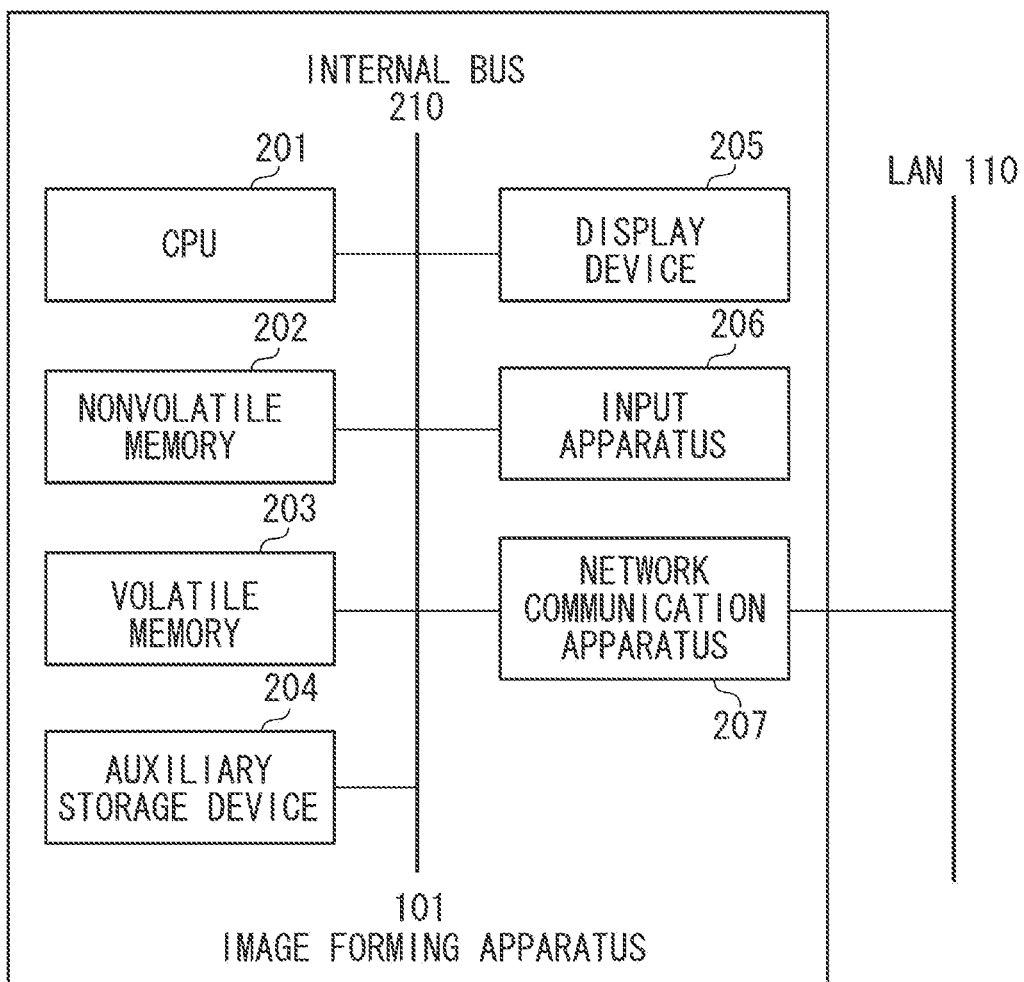 INTERNAL BUS
210
201
CPU
205
DISPLAY
DEVICE
LAN 110
202
NONVOLATILE
MEMORY
206
INPUT
APPARATUS
203
VOLATILE
MEMORY
NETWORK
COMMUNICATION
APPARATUS
207
204
AUXILIARY
STORAGE DEVICE
101
IMAGE FORMING APPARATUS